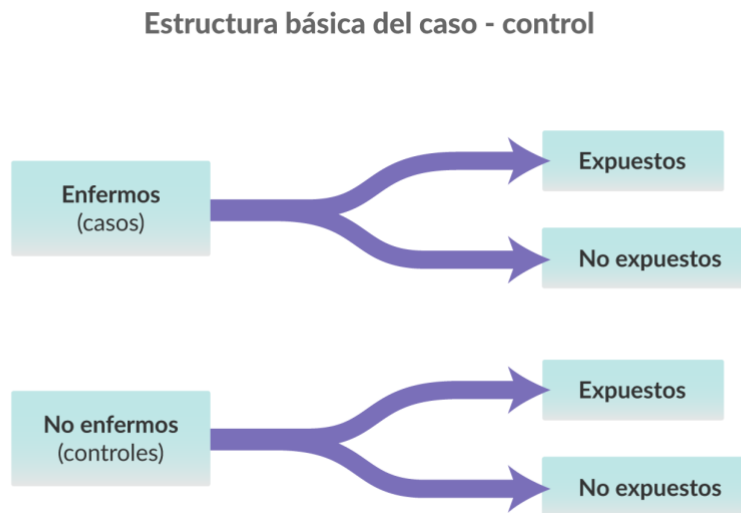 Estructura básica del caso - control
Enfermos
(casos)
Expuestos
No expuestos
No enfermos
(controles)
Expuestos
No expuestos